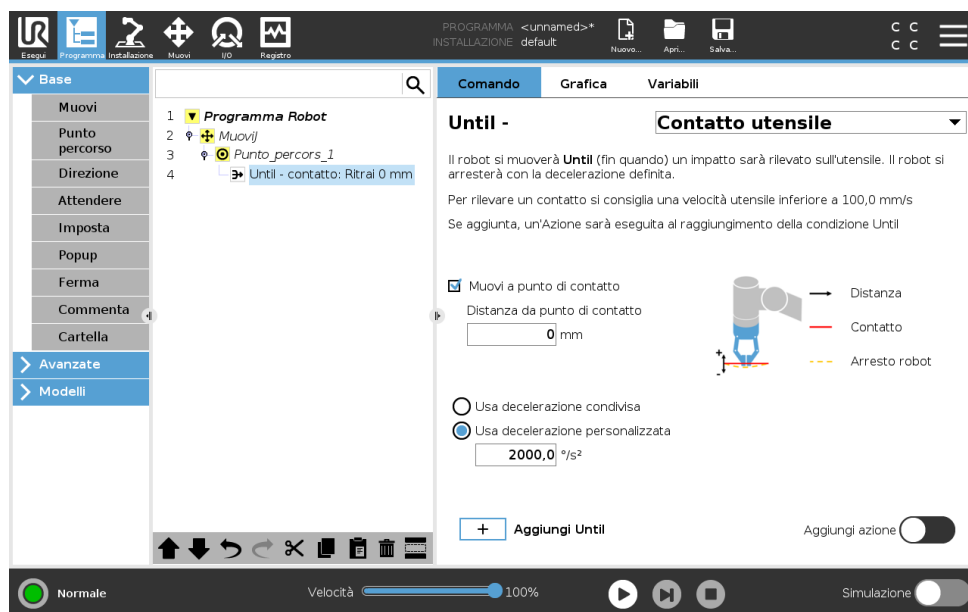 UR
PROGRAMMA <unnamed>*
INSTALLAZIONE default
Esegui Programma Installazione Muovi I/O Registro
Nuovo... Apri... Salva...
C C
C C
Base
Muovi
Punto
percorso
Direzione
Attendere
Imposta
Popup
Ferma
Commenta
Cartella
Avanzate
Modelli
1 Programma Robot
2 MuoviJ
3 Punto_percors_1
4 Until - contatto: Ritrai 0 mm
Comando Grafica Variabili
Until - Contatto utensile
Il robot si muoverà Until (fin quando) un impatto sarà rilevato sull'utensile. Il robot si
arresterà con la decelerazione definita.
Per rilevare un contatto si consiglia una velocità utensile inferiore a 100,0 mm/s
Se aggiunta, un'Azione sarà eseguita al raggiungimento della condizione Until
Muovi a punto di contatto
Distanza da punto di contatto
0 mm
+
-
Distanza
Contatto
Arresto robot
Usa decelerazione condivisa
Usa decelerazione personalizzata
2000,0 °/s²
+ Aggiungi Until
Aggiungi azione
Normale
Velocità 100%
Simulazione